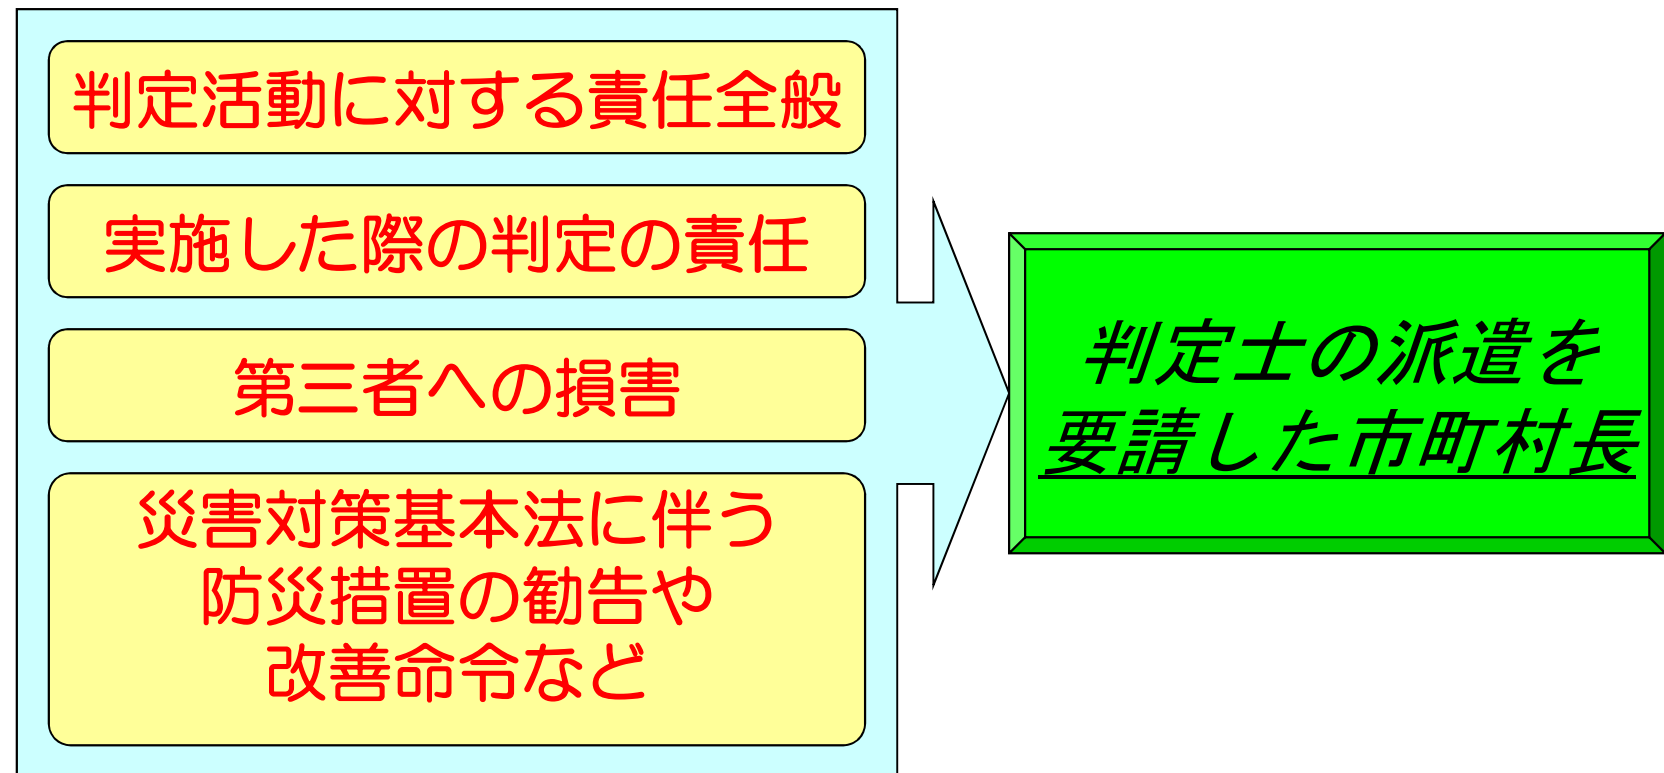 判定活動に対する責任全般
実施した際の判定の責任
第三者への損害
災害対策基本法に伴う
防災措置の勧告や
改善命令など
判定士の派遣を
要請した市町村長